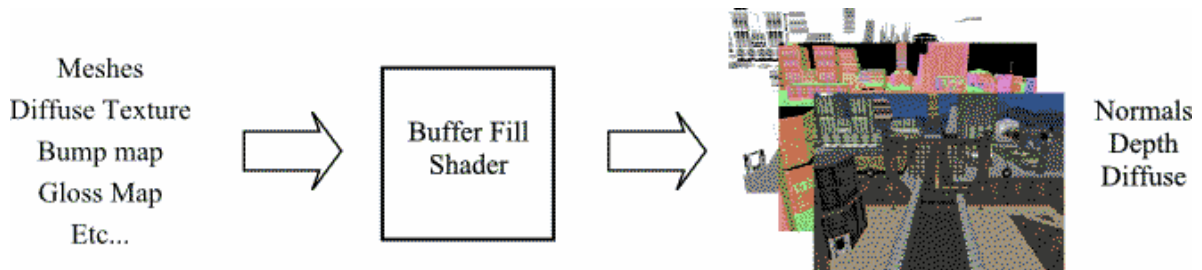 Meshes
Diffuse Texture
Bump map
Gloss Map
Etc...
Buffer Fill
Shader
Normals
Depth
Diffuse